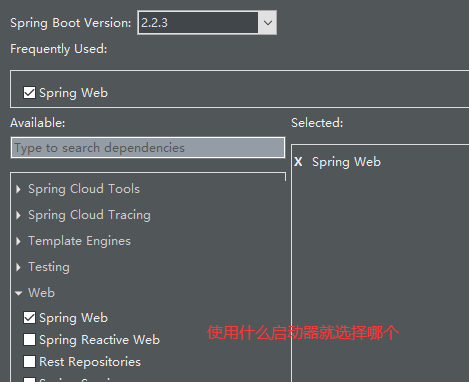 Spring Boot Version: 2.2.3
Frequently Used:
Spring Web
Available:
Selected:
Type to search dependencies
X Spring Web
Spring Cloud Tools
Spring Cloud Tracing
Template Engines
Testing
Web
Spring Web
使用什么启动器就选择哪个
Spring Reactive Web
Rest Repositories